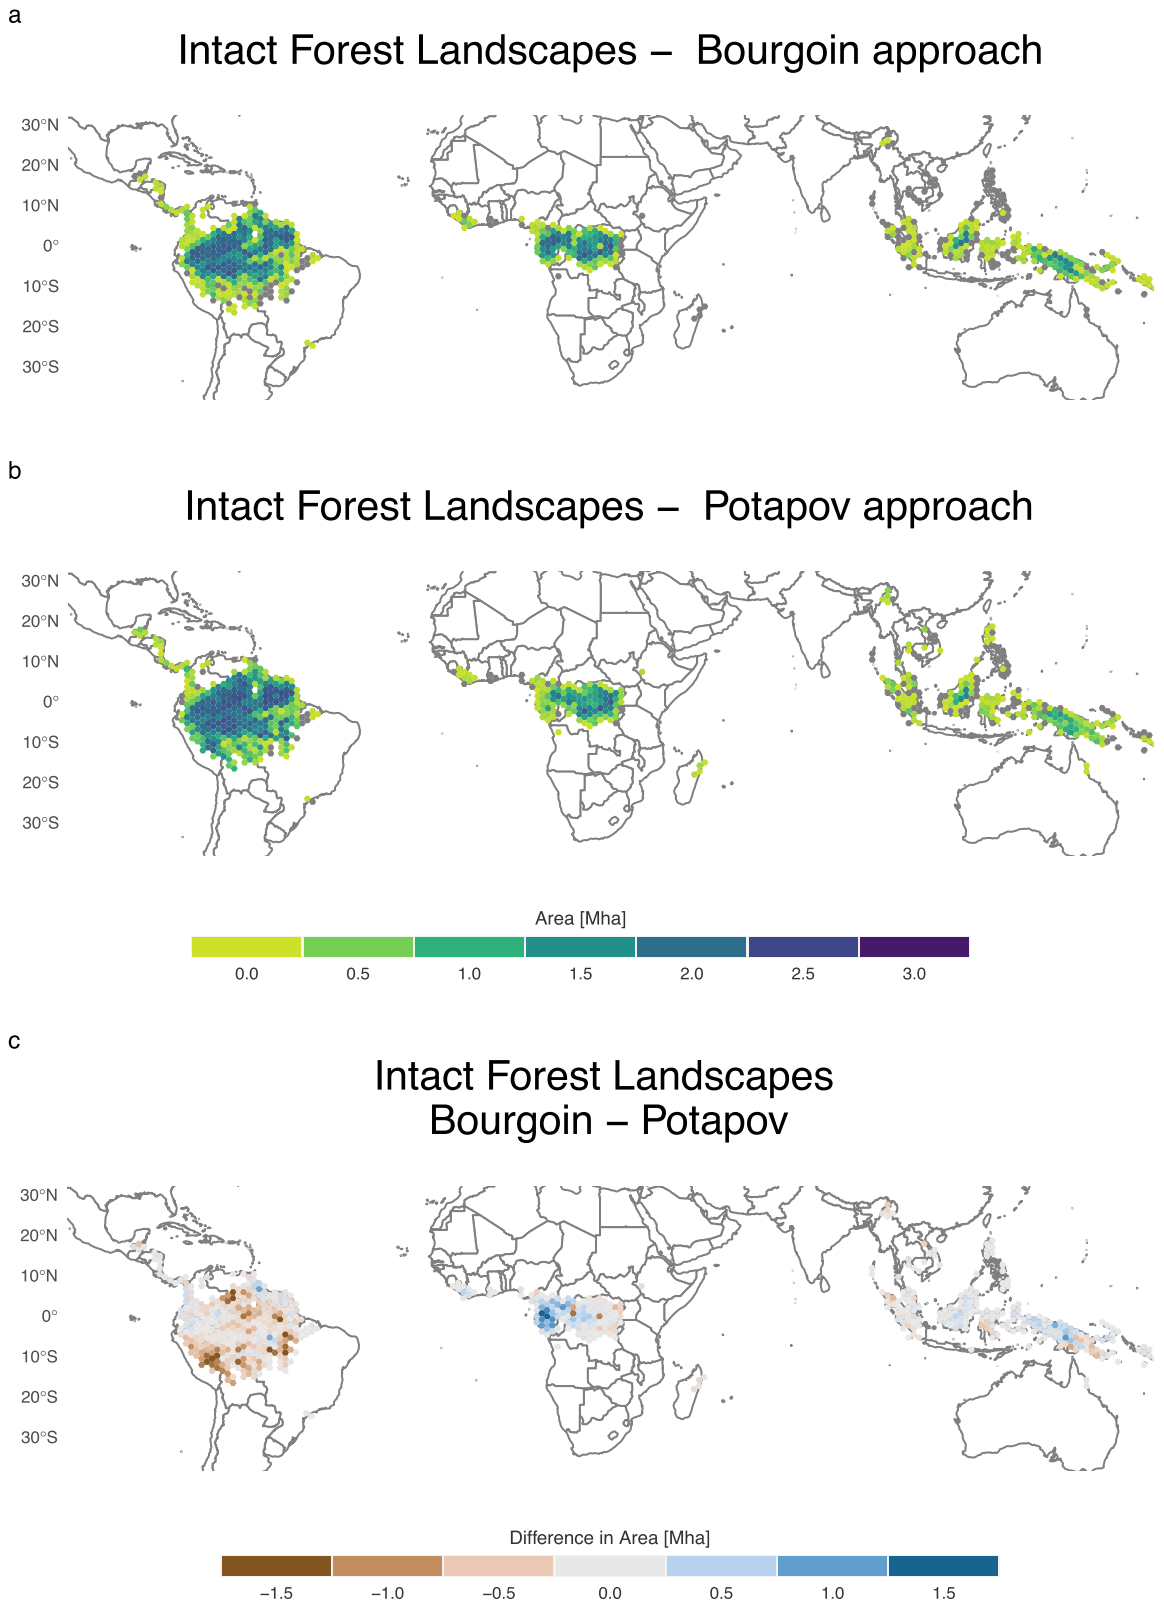 a
Intact Forest Landscapes – Bourgoin approach
30°N
20°N
10°N
0°
10°S
20°S
30°S
b
Intact Forest Landscapes – Potapov approach
30°N
20°N
10°N
0°
10°S
20°S
30°S
Area [Mha]
0.0 0.5 1.0 1.5 2.0 2.5 3.0
c
Intact Forest Landscapes
Bourgoin – Potapov
30°N
20°N
10°N
0°
10°S
20°S
30°S
Difference in Area [Mha]
−1.5 −1.0 −0.5 0.0 0.5 1.0 1.5